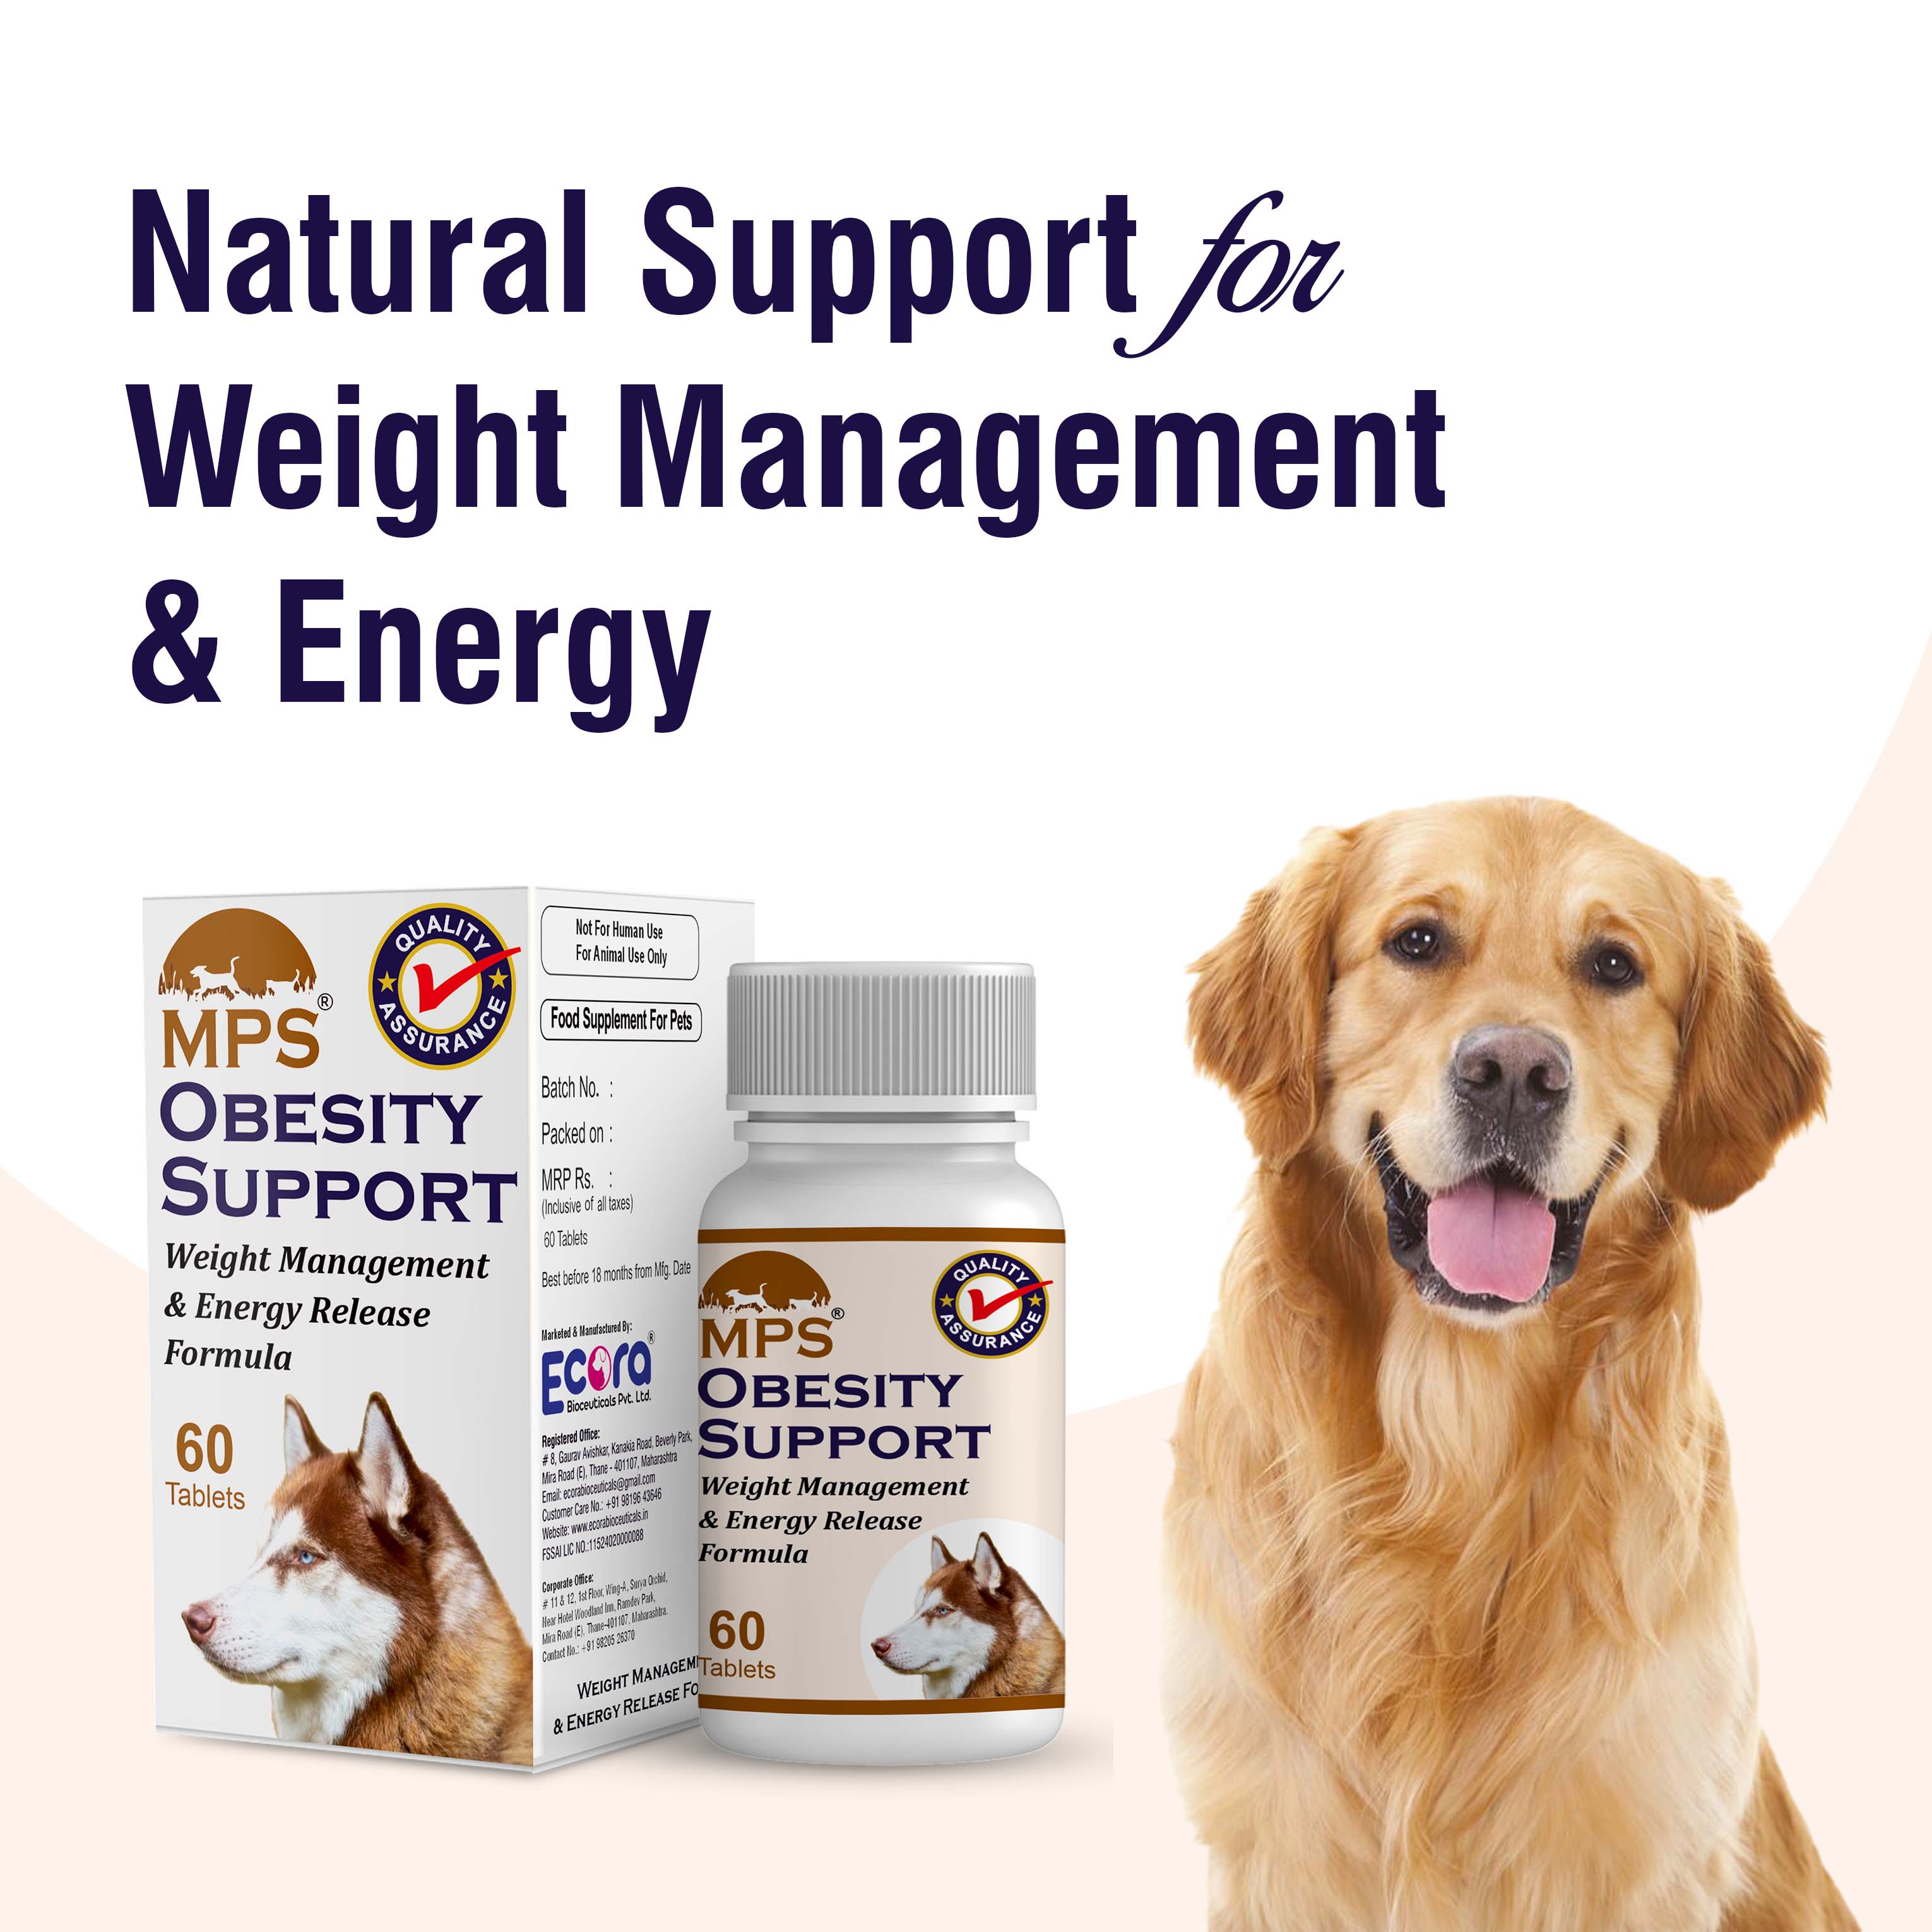 Natural Support for
Weight Management
& Energy
MPS®
QUALITY
ASSURANCE
OBESITY
SUPPORT
Weight Management
& Energy Release
Formula
60
Tablets
Not For Human Use
For Animal Use Only
Food Supplement For Pets
Batch No. :
Packed on :
MRP Rs. :
(Inclusive of all taxes)
60 Tablets
Best before 18 months from Mfg. Date
Marketed & Manufactured By:
Ecora®
Bioceuticals Pvt. Ltd.
Registered Office:
# 8, Gaurav Avishkar, Kanakia Road, Beverly Park,
Mira Road (E), Thane - 401107, Maharashtra
Email: ecorabioceuticals@gmail.com
Customer Care No.: +91 98196 43646
Website: www.ecorabioceuticals.in
FSSAI LIC NO.:11524020000088
Corporate Office:
# 11 & 12, 1st Floor, Wing-A, Surya Orchid,
Near Hotel Woodland Inn, Ramdev Park,
Mira Road (E), Thane-401107, Maharashtra.
Contact No.: +91 98205 26370
WEIGHT MANAGEM
& ENERGY RELEASE FO
MPS®
QUALITY
ASSURANCE
OBESITY
SUPPORT
Weight Management
& Energy Release
Formula
60
Tablets